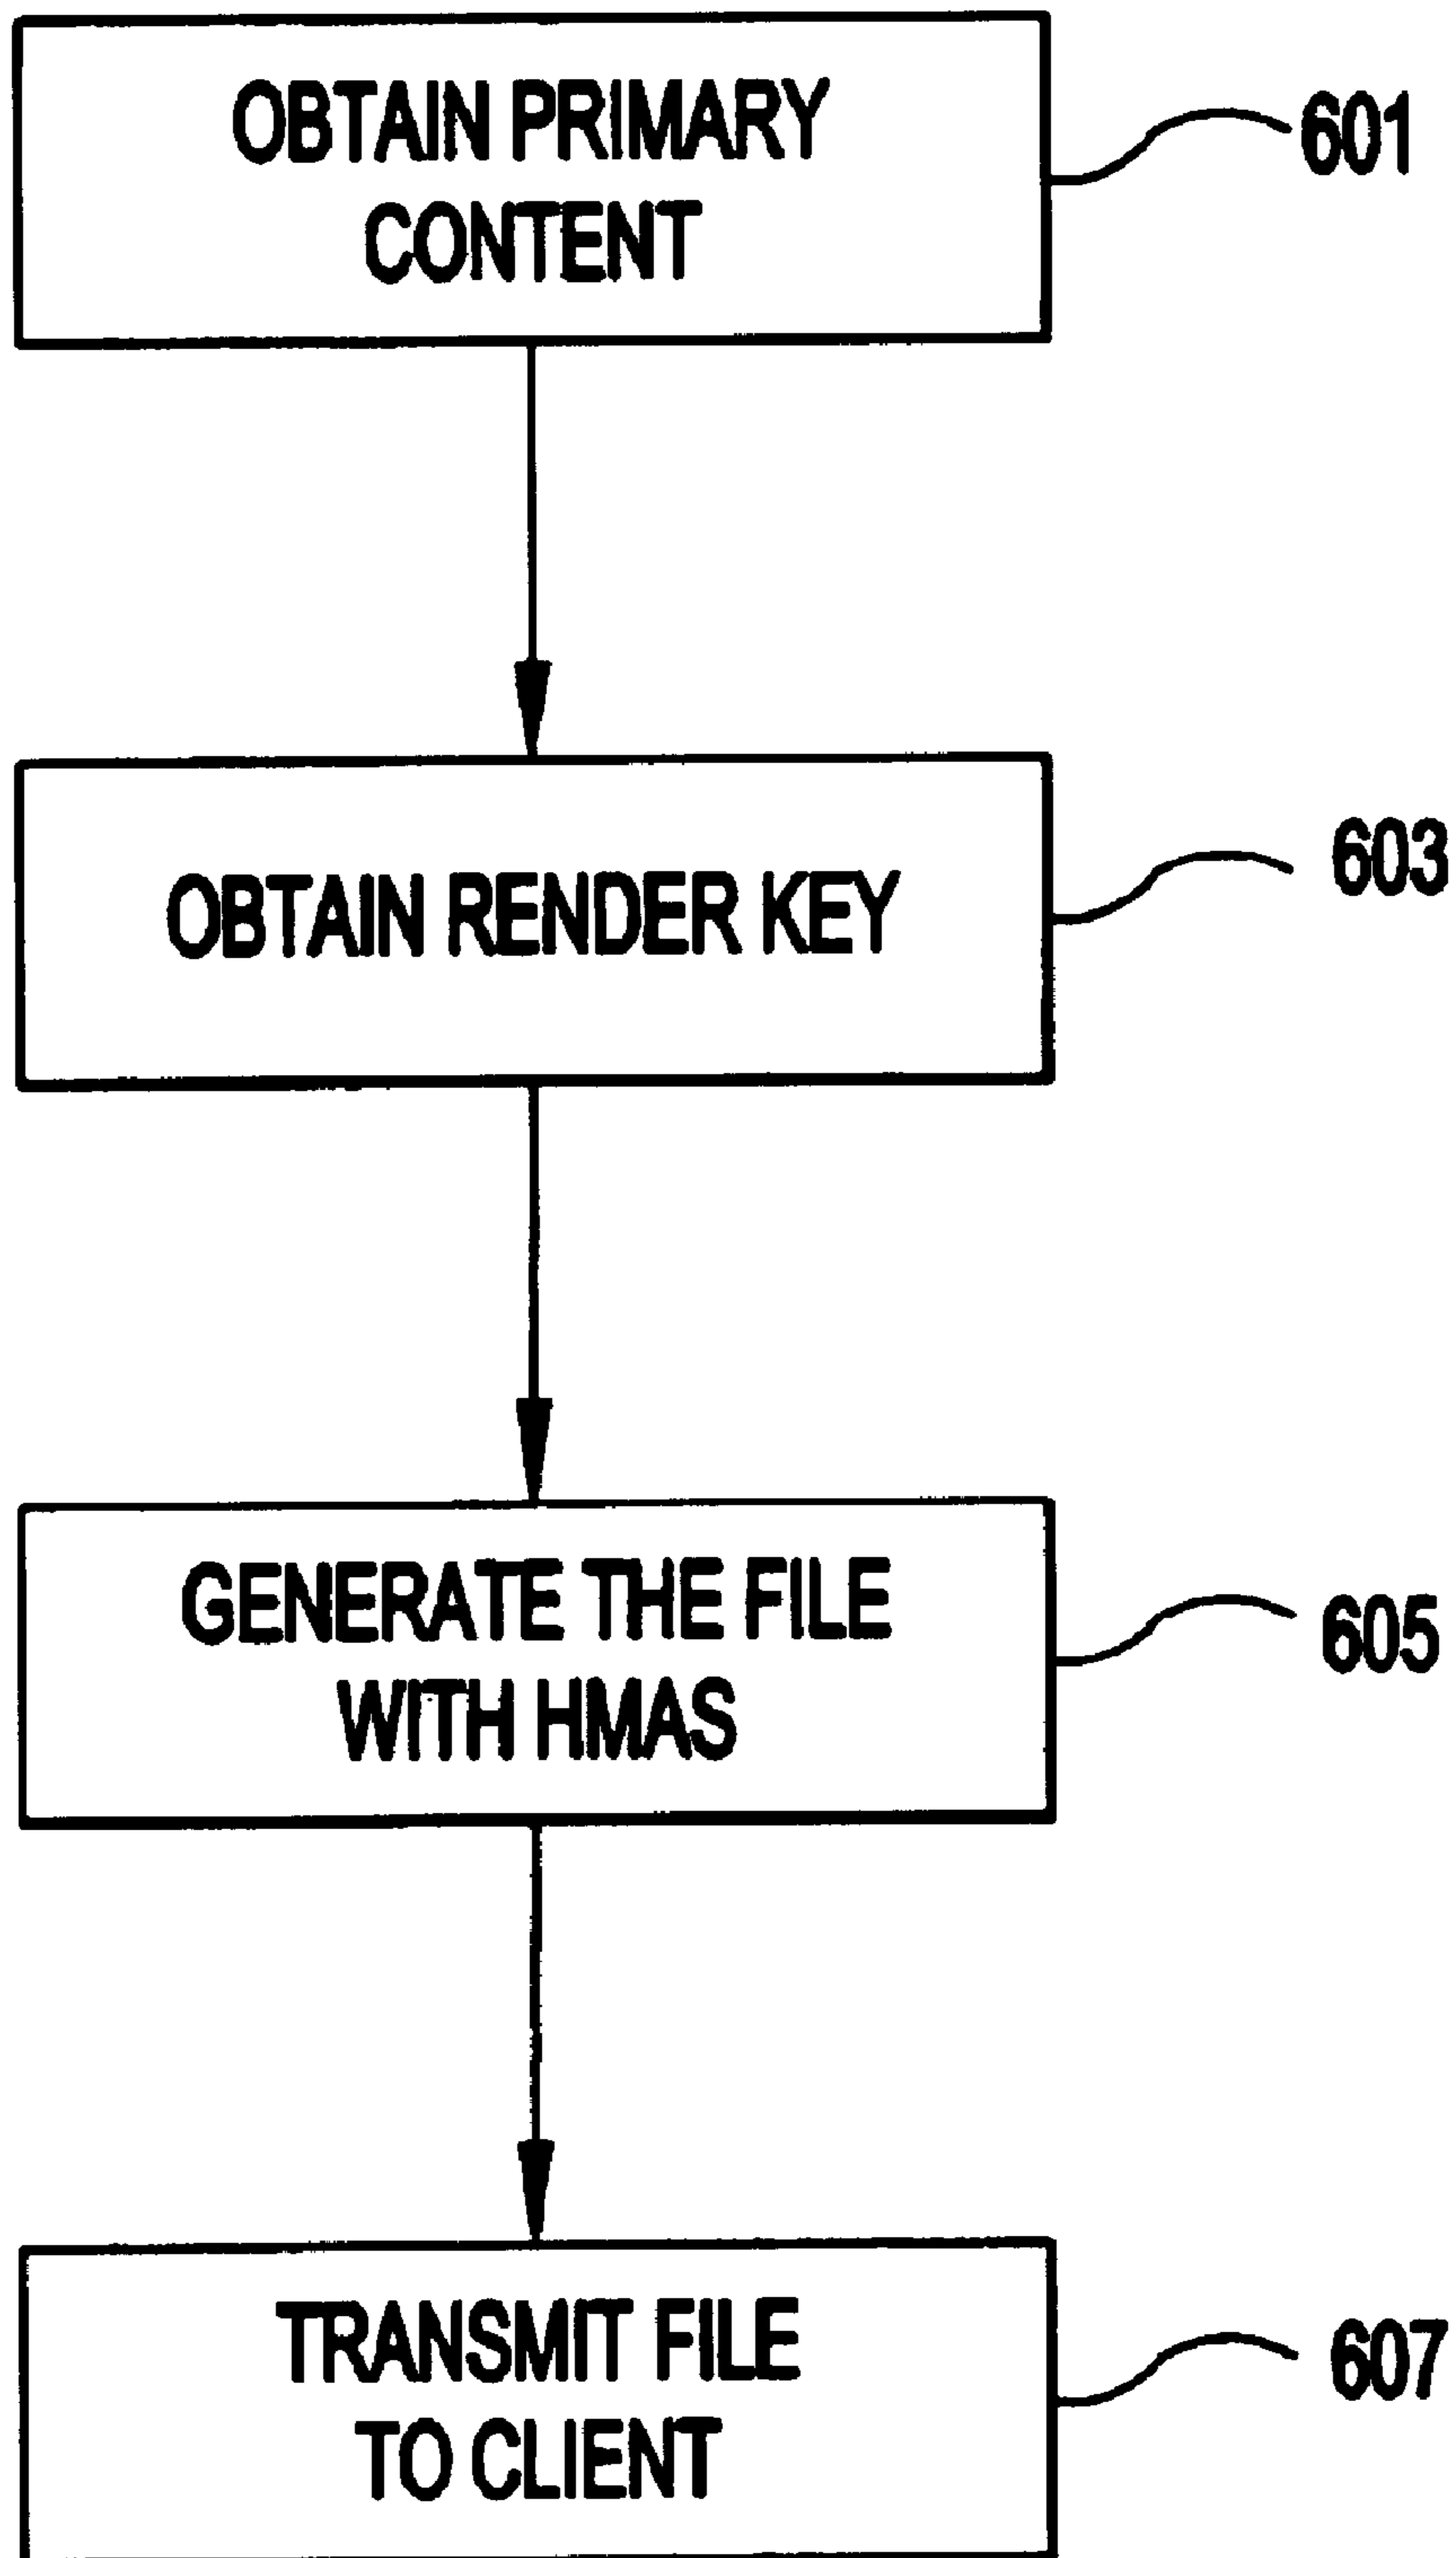 OBTAIN PRIMARY
CONTENT
601
OBTAIN RENDER KEY
603
GENERATE THE FILE
WITH HMAS
605
TRANSMIT FILE
TO CLIENT
607